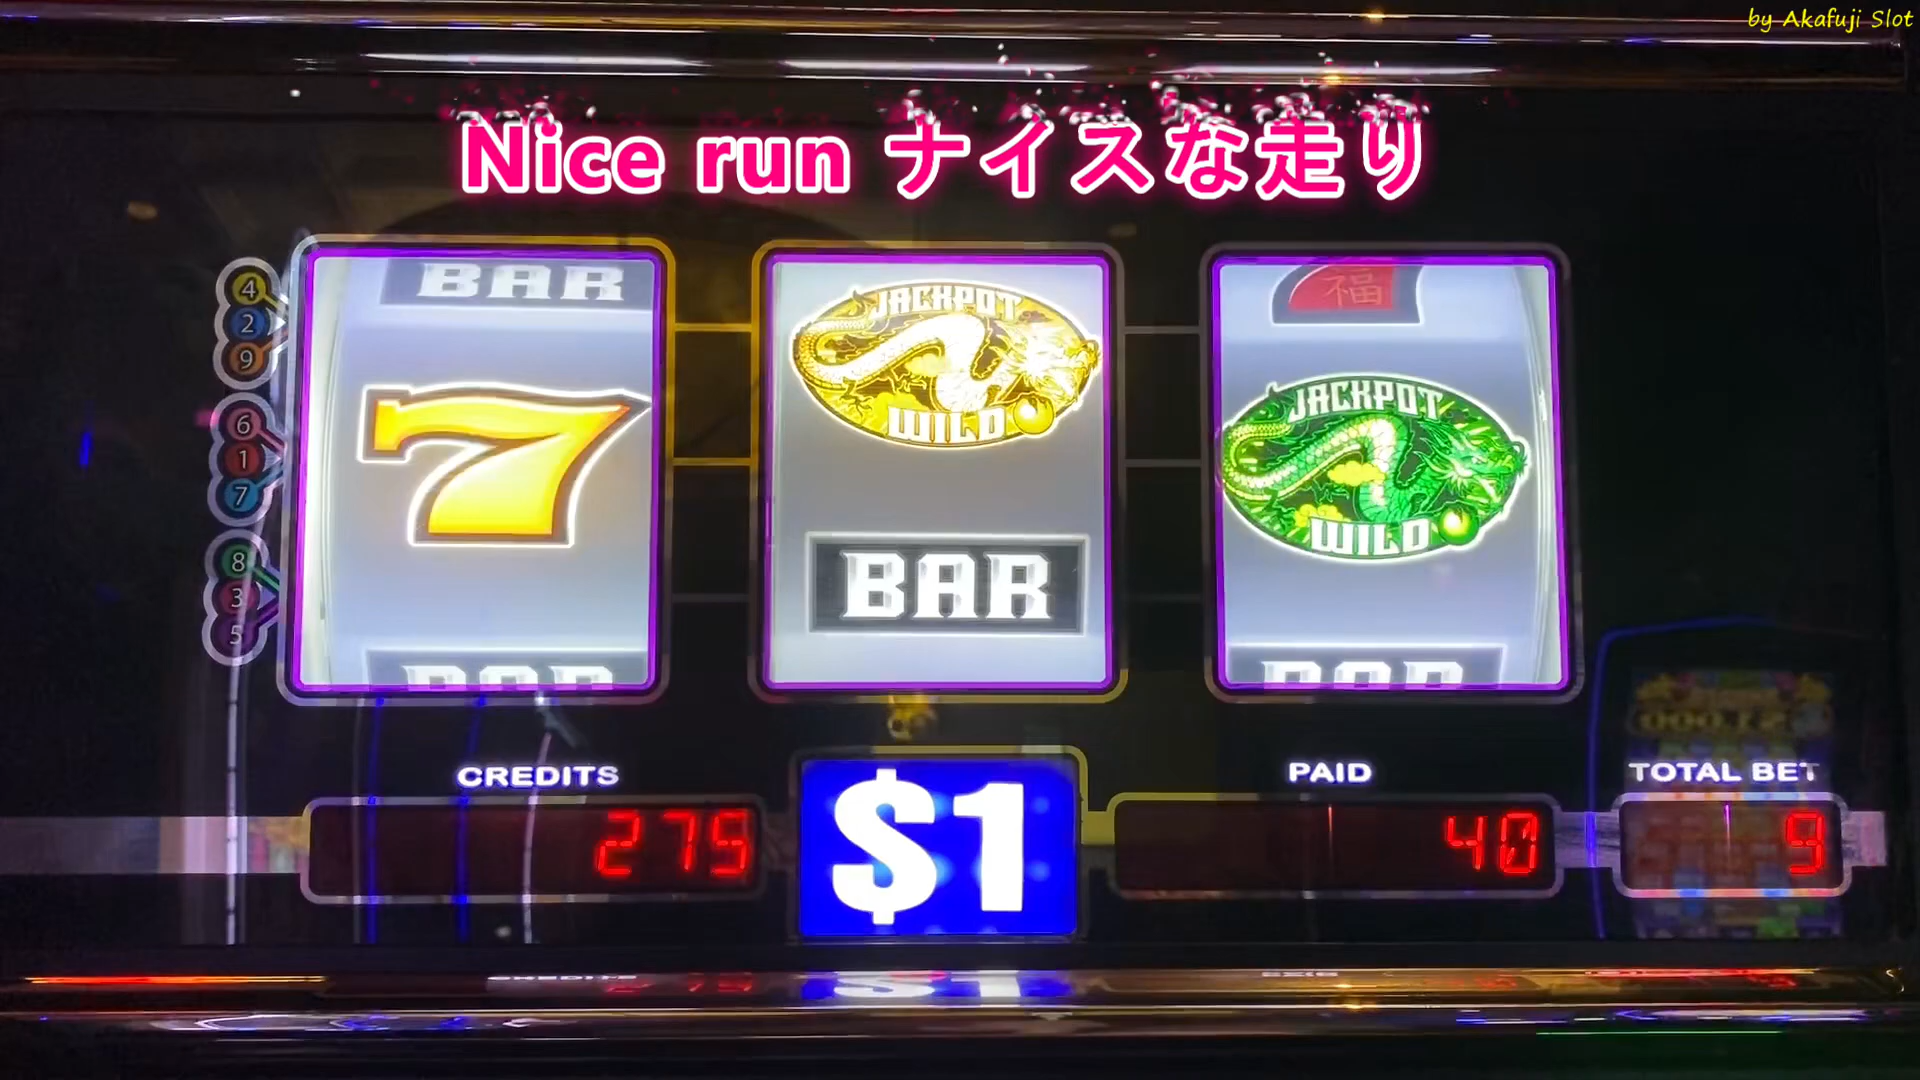 by Akafuji Slot
Nice run ナイスな走り
BAR
JACKPOT
WILD
BAR
福
JACKPOT
WILD
4
2
9
6
1
7
8
3
5
CREDITS
PAID
TOTAL BET
275
$1
40
9